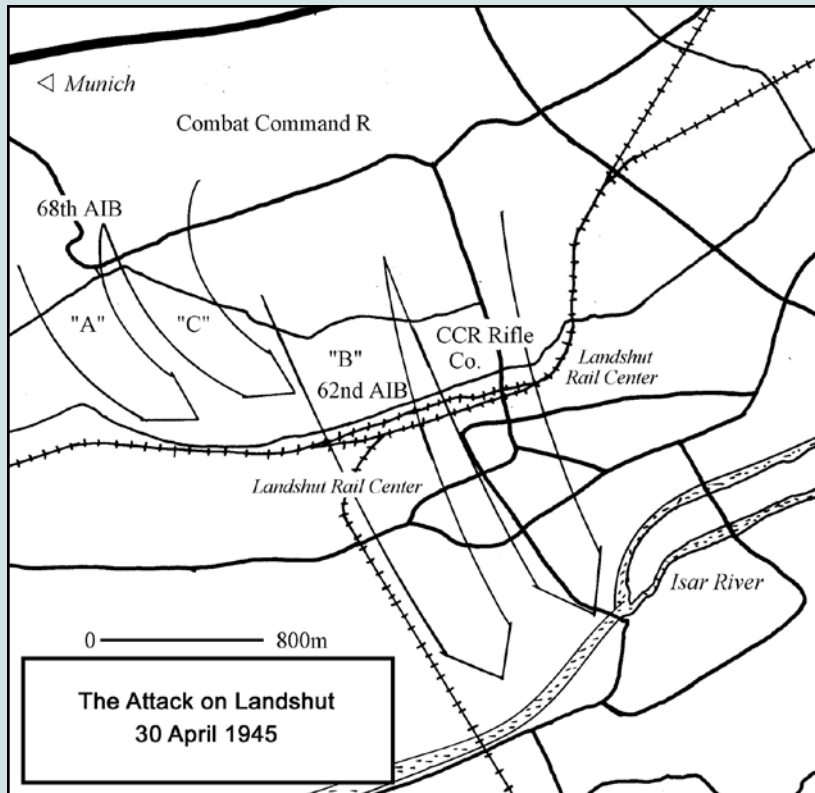 Munich
Combat Command R
68th AIB
"A"
"C"
"B"
62nd AIB
CCR Rifle
Co.
Landshut
Rail Center
Landshut Rail Center
Isar River
0 800m
The Attack on Landshut
30 April 1945